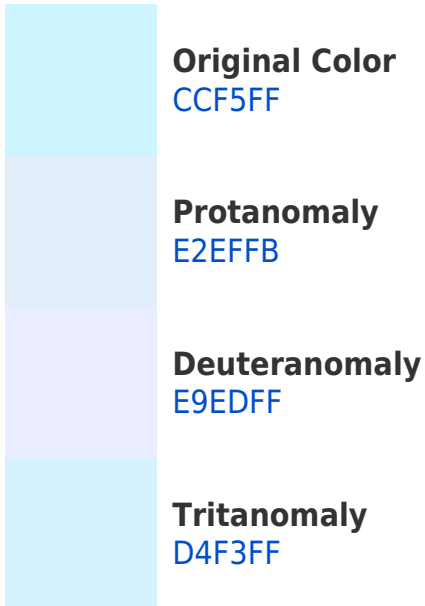 Original Color
CCF5FF
Protanomaly
E2EFFB
Deuteranomaly
E9EDFF
Tritanomaly
D4F3FF